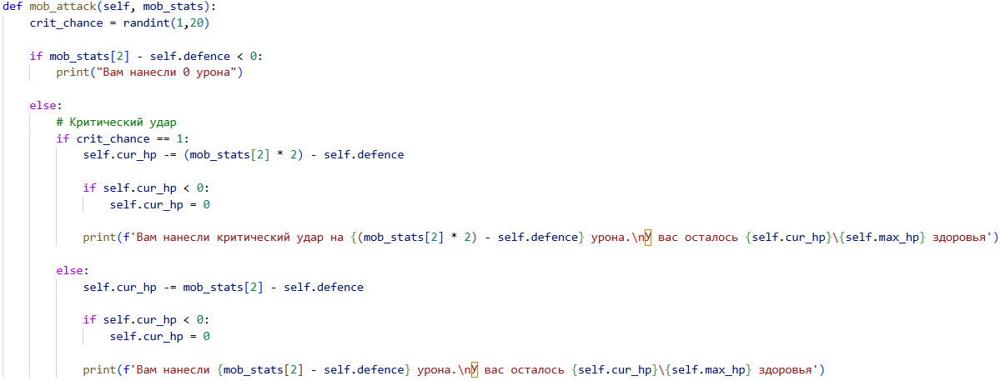 def mob_attack(self, mob_stats):
    crit_chance = randint(1,20)
    if mob_stats[2] - self.defence < 0:
        print("Вам нанесли 0 урона")
    else:
        # Критический удар
        if crit_chance == 1:
            self.cur_hp -= (mob_stats[2] * 2) - self.defence
            if self.cur_hp < 0:
                self.cur_hp = 0
            print(f'Вам нанесли критический удар на {(mob_stats[2] * 2) - self.defence} урона.\nУ вас осталось {self.cur_hp}\{self.max_hp} здоровья')
        else:
            self.cur_hp -= mob_stats[2] - self.defence
            if self.cur_hp < 0:
                self.cur_hp = 0
            print(f'Вам нанесли {mob_stats[2] - self.defence} урона.\nУ вас осталось {self.cur_hp}\{self.max_hp} здоровья')